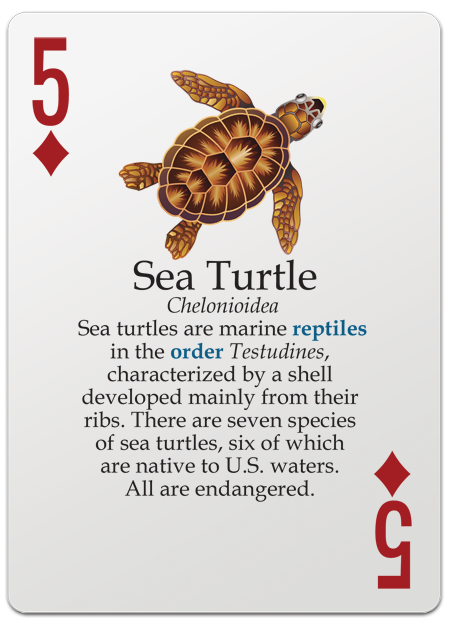 5
Sea Turtle
Chelonioidea
Sea turtles are marine reptiles
in the order Testudines,
characterized by a shell
developed mainly from their
ribs. There are seven species
of sea turtles, six of which
are native to U.S. waters.
All are endangered.
5